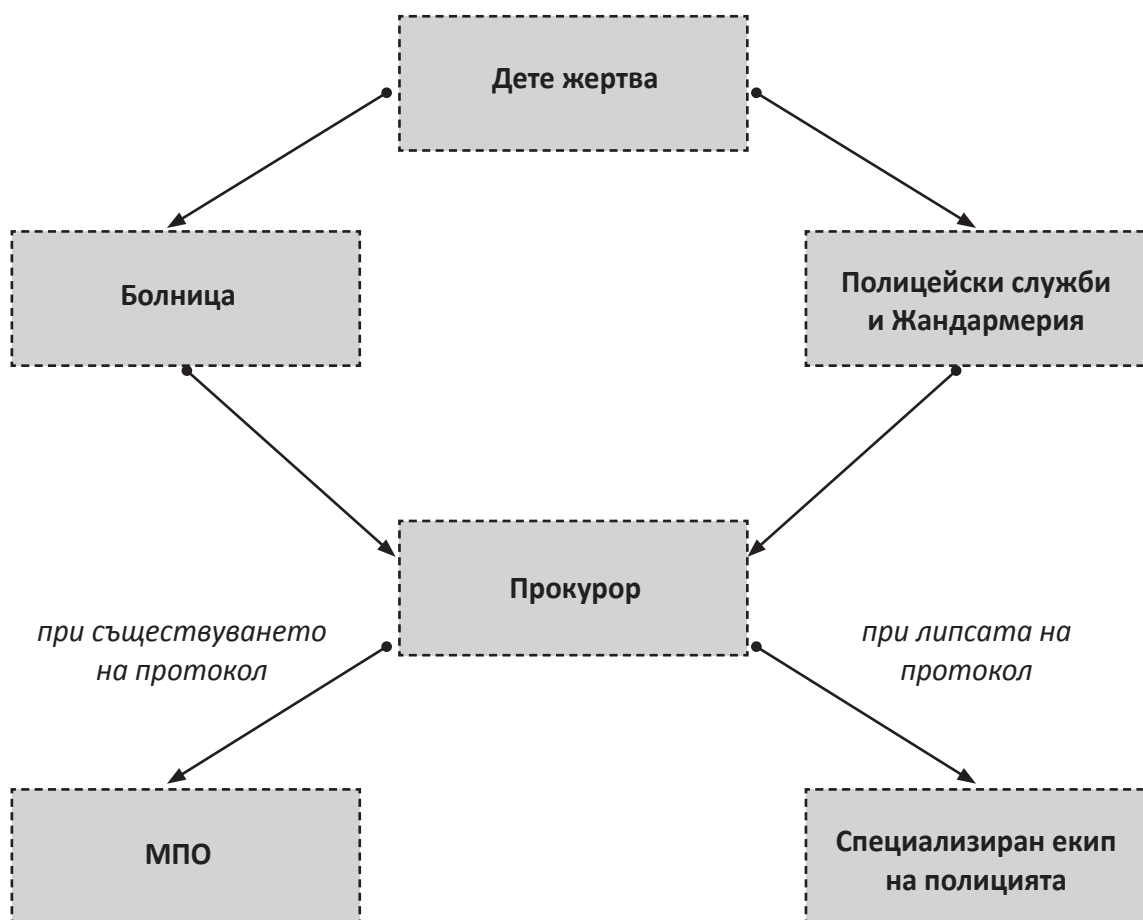 Дете жертва
Болница
Полицейски служби
и Жандармерия
Прокурор
при съществуването
на протокол
при липсата на
протокол
МПО
Специализиран екип
на полицията